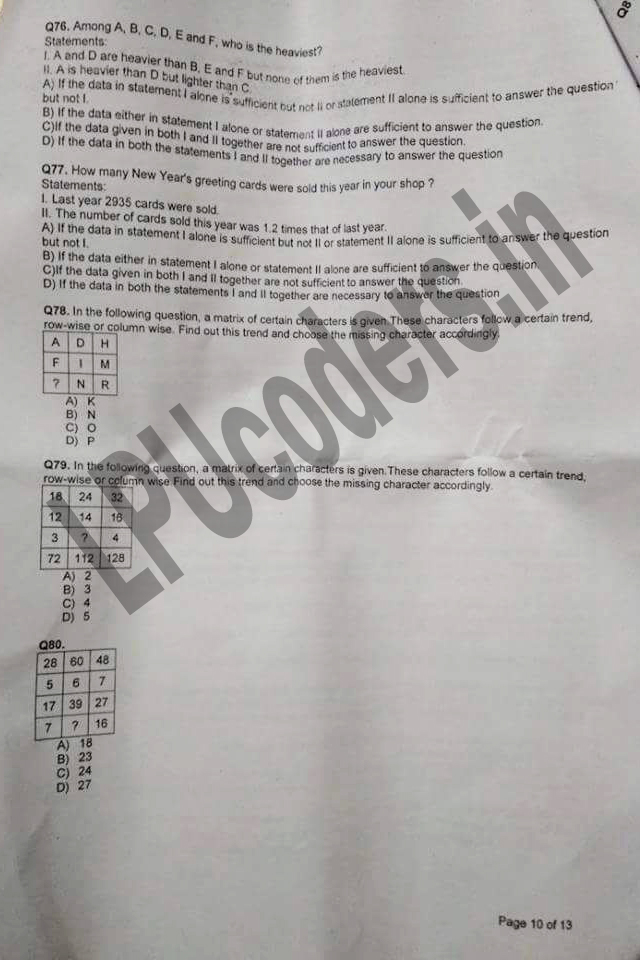 Q8
Q76. Among A, B, C, D, E and F, who is the heaviest?
Statements:
I. A and D are heavier than B, E and F but none of them is the heaviest.
II. A is heavier than D but lighter than C.
A) If the data in statement I alone is sufficient but not II or statement II alone is sufficient to answer the question
but not I.
B) If the data either in statement I alone or statement II alone are sufficient to answer the question.
C)If the data given in both I and II together are not sufficient to answer the question.
D) If the data in both the statements I and II together are necessary to answer the question
Q77. How many New Year's greeting cards were sold this year in your shop ?
Statements:
I. Last year 2935 cards were sold.
II. The number of cards sold this year was 1.2 times that of last year.
A) If the data in statement I alone is sufficient but not II or statement II alone is sufficient to answer the question
but not I.
B) If the data either in statement I alone or statement II alone are sufficient to answer the question.
C)If the data given in both I and II together are not sufficient to answer the question.
D) If the data in both the statements I and II together are necessary to answer the question
Q78. In the following question, a matrix of certain characters is given.These characters follow a certain trend,
row-wise or column wise. Find out this trend and choose the missing character accordingly.
A D H
F I M
? N R
A) K
B) N
C) O
D) P
Q79. In the following question, a matrix of certain characters is given.These characters follow a certain trend,
row-wise or column wise.Find out this trend and choose the missing character accordingly.
18 24 32
12 14 16
3 ? 4
72 112 128
A) 2
B) 3
C) 4
D) 5
Q80.
28 60 48
5 6 7
17 39 27
7 ? 16
A) 18
B) 23
C) 24
D) 27
Page 10 of 13
LPUcoders.in